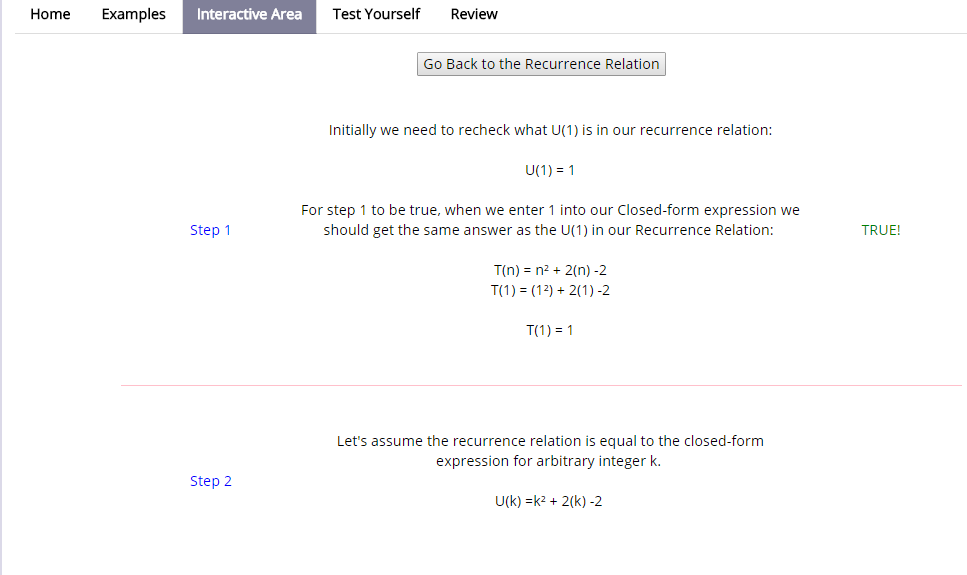 Home Examples Interactive Area Test Yourself Review
Go Back to the Recurrence Relation
Initially we need to recheck what U(1) is in our recurrence relation:
U(1) = 1
For step 1 to be true, when we enter 1 into our Closed-form expression we
Step 1 should get the same answer as the U(1) in our Recurrence Relation: TRUE!
T(n) = n² + 2(n) -2
T(1) = (1²) + 2(1) -2
T(1) = 1
Let's assume the recurrence relation is equal to the closed-form
expression for arbitrary integer k.
Step 2
U(k) =k² + 2(k) -2